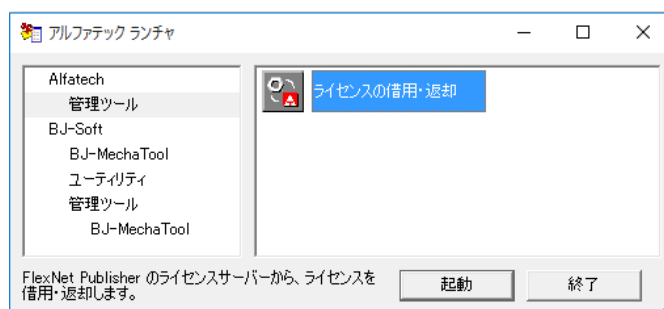 アルファテック ランチャ
Alfatech
管理ツール
BJ-Soft
BJ-MechaTool
ユーティリティ
管理ツール
BJ-MechaTool
ライセンスの借用・返却
FlexNet Publisher のライセンスサーバーから、ライセンスを
借用・返却します。
起動
終了